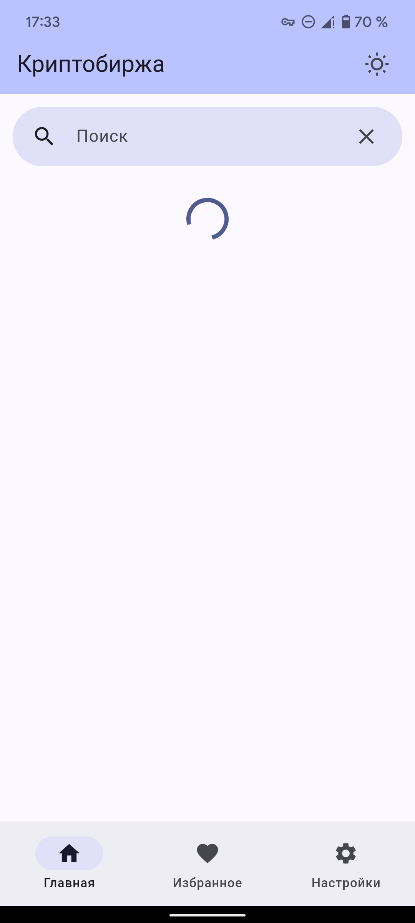 17:33
70 %
Криптобиржа
Поиск
Главная
Избранное
Настройки